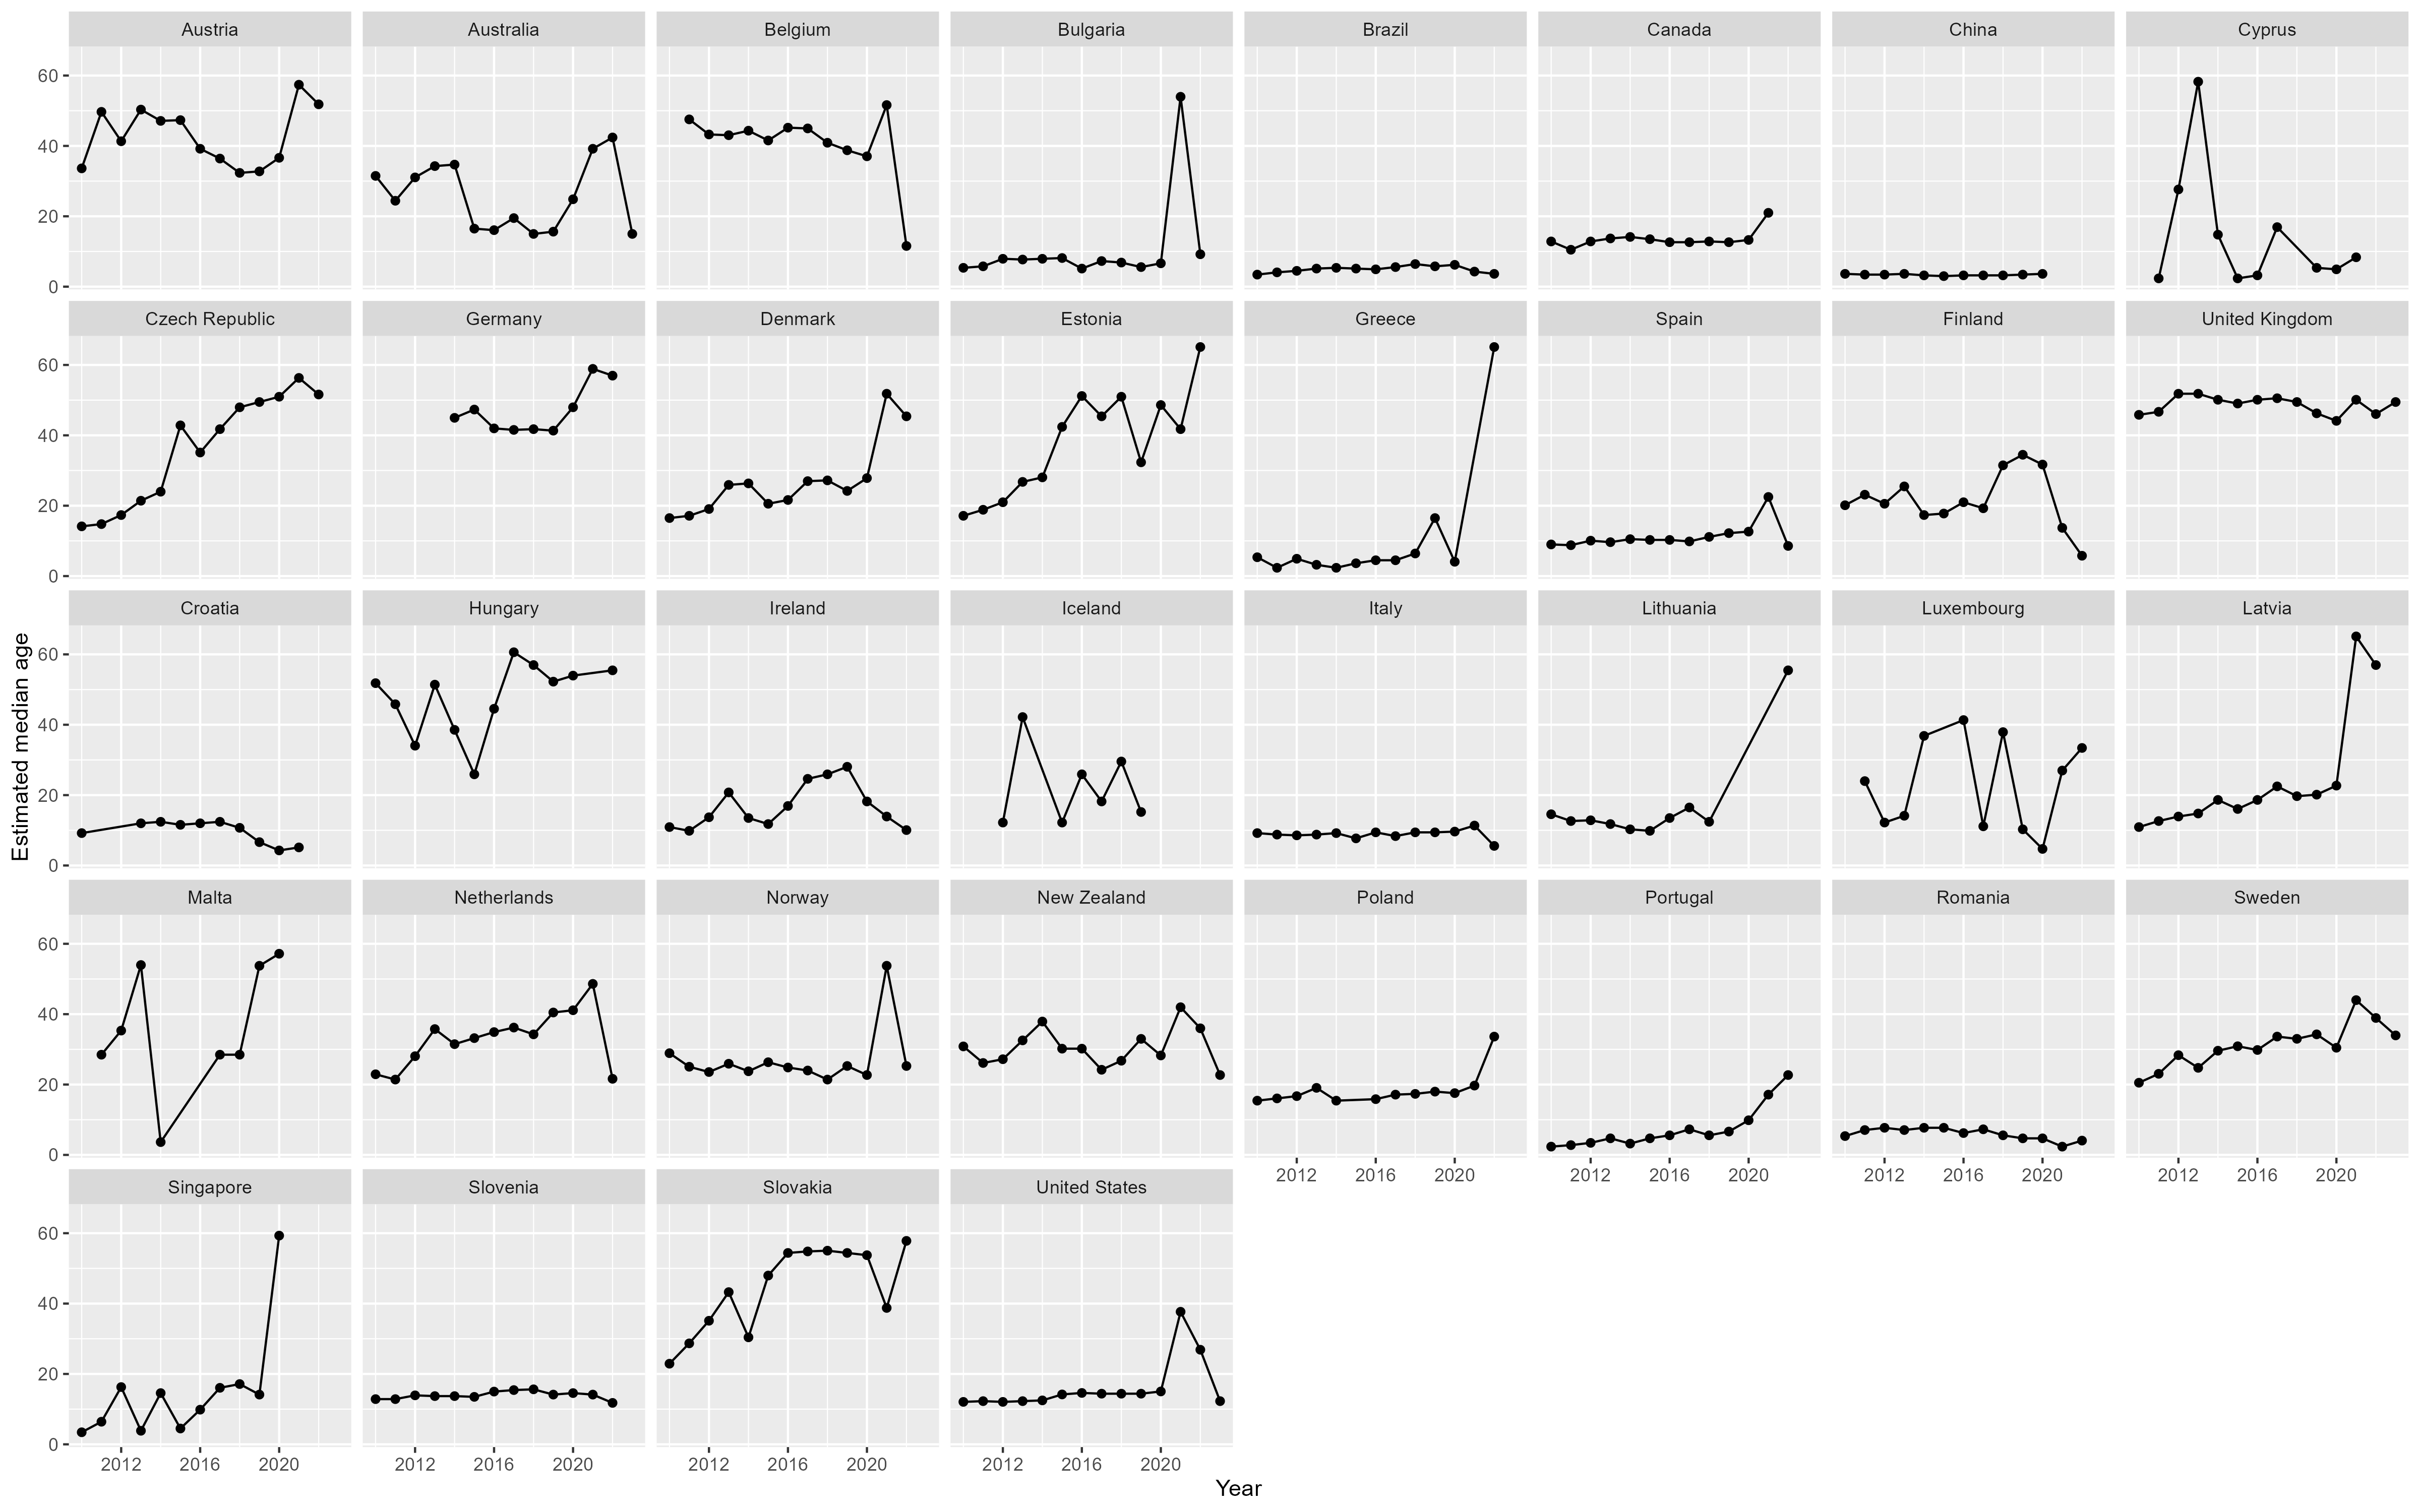 Austria Australia Belgium Bulgaria Brazil Canada China Cyprus
60
40
20
0
Czech Republic Germany Denmark Estonia Greece Spain Finland United Kingdom
60
40
20
0
Croatia Hungary Ireland Iceland Italy Lithuania Luxembourg Latvia
60
40
20
0
Estimated median age
Malta Netherlands Norway New Zealand Poland Portugal Romania Sweden
60
40
20
0
2012 2016 2020 2012 2016 2020 2012 2016 2020 2012 2016 2020
Singapore Slovenia Slovakia United States
60
40
20
0
2012 2016 2020 2012 2016 2020 2012 2016 2020 2012 2016 2020
Year